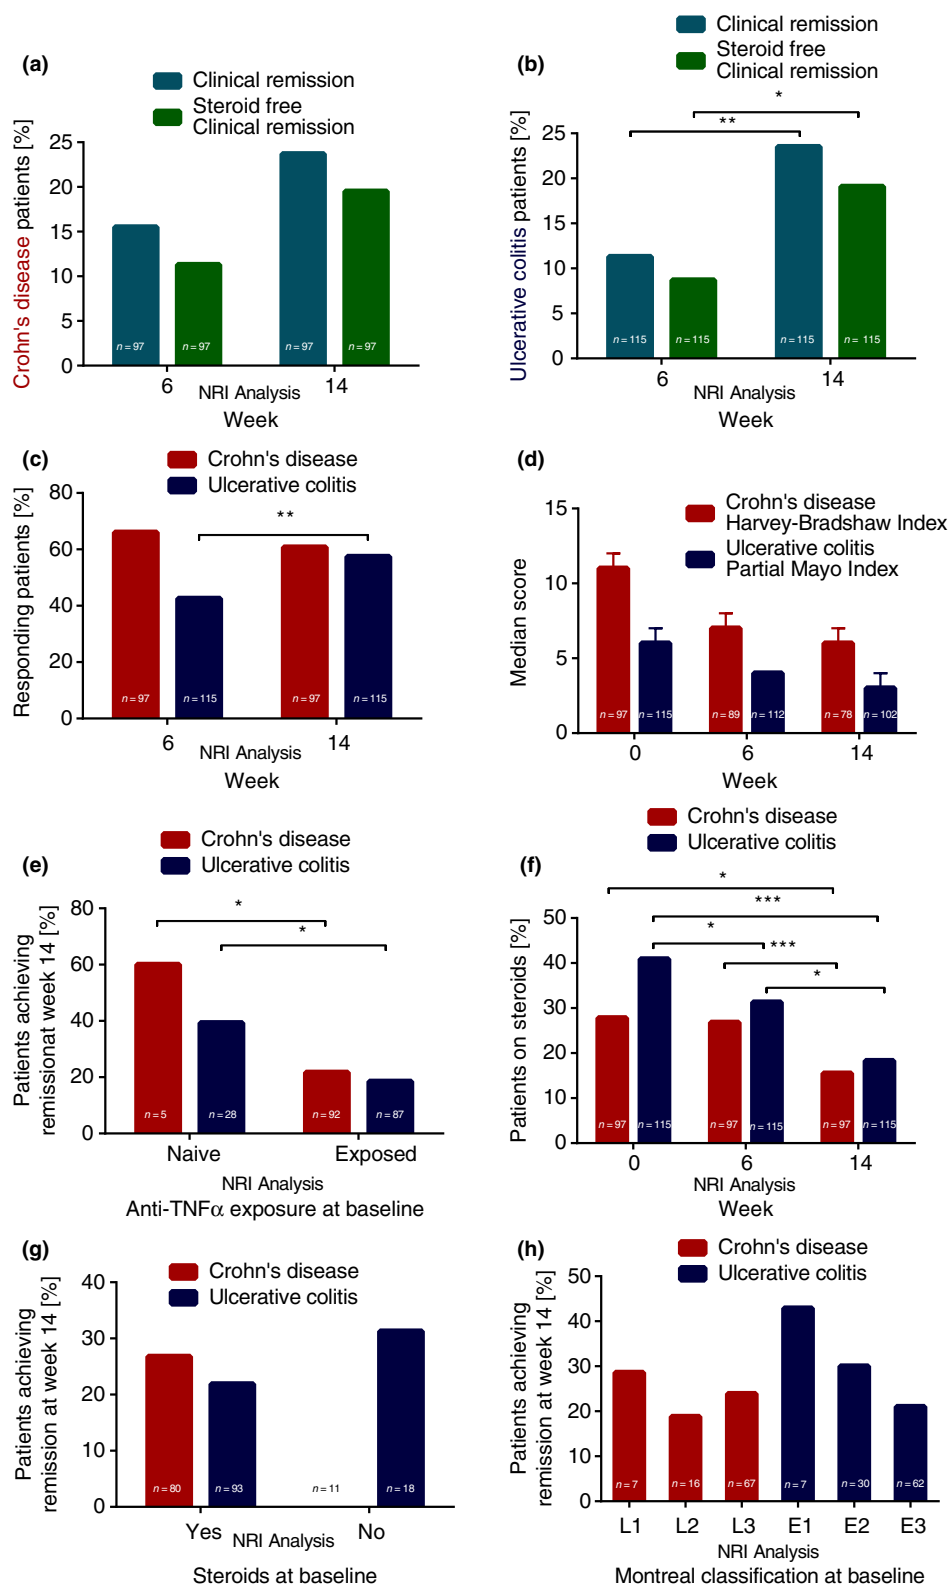 (a)
Clinical remission
Steroid free
Clinical remission
Crohn's disease patients [%]
25
20
15
10
5
0
n = 97
n = 97
n = 97
n = 97
6
14
NRI Analysis
Week
(b)
Clinical remission
Steroid free
Clinical remission
*
**
Ulcerative colitis patients [%]
25
20
15
10
5
0
n = 115
n = 115
n = 115
n = 115
6
14
NRI Analysis
Week
(c)
Crohn's disease
Ulcerative colitis
**
Responding patients [%]
80
60
40
20
0
n = 97
n = 115
n = 97
n = 115
6
14
NRI Analysis
Week
(d)
Crohn's disease
Harvey-Bradshaw Index
Ulcerative colitis
Partial Mayo Index
Median score
15
10
5
0
n = 97
n = 115
n = 89
n = 112
n = 78
n = 102
0
6
14
Week
(e)
Crohn's disease
Ulcerative colitis
*
*
Patients achieving
remissionat week 14 [%]
80
60
40
20
0
n = 5
n = 28
n = 92
n = 87
Naive
Exposed
NRI Analysis
Anti-TNFα exposure at baseline
(f)
Crohn's disease
Ulcerative colitis
*
***
*
***
*
Patients on steroids [%]
50
40
30
20
10
0
n = 97
n = 115
n = 97
n = 115
n = 97
n = 115
0
6
14
NRI Analysis
Week
(g)
Crohn's disease
Ulcerative colitis
Patients achieving
remission at week 14 [%]
40
30
20
10
0
n = 80
n = 93
n = 11
n = 18
Yes
No
NRI Analysis
Steroids at baseline
(h)
Crohn's disease
Ulcerative colitis
Patients achieving
remission at week 14 [%]
50
40
30
20
10
0
n = 7
n = 16
n = 67
n = 7
n = 30
n = 62
L1
L2
L3
E1
E2
E3
NRI Analysis
Montreal classification at baseline